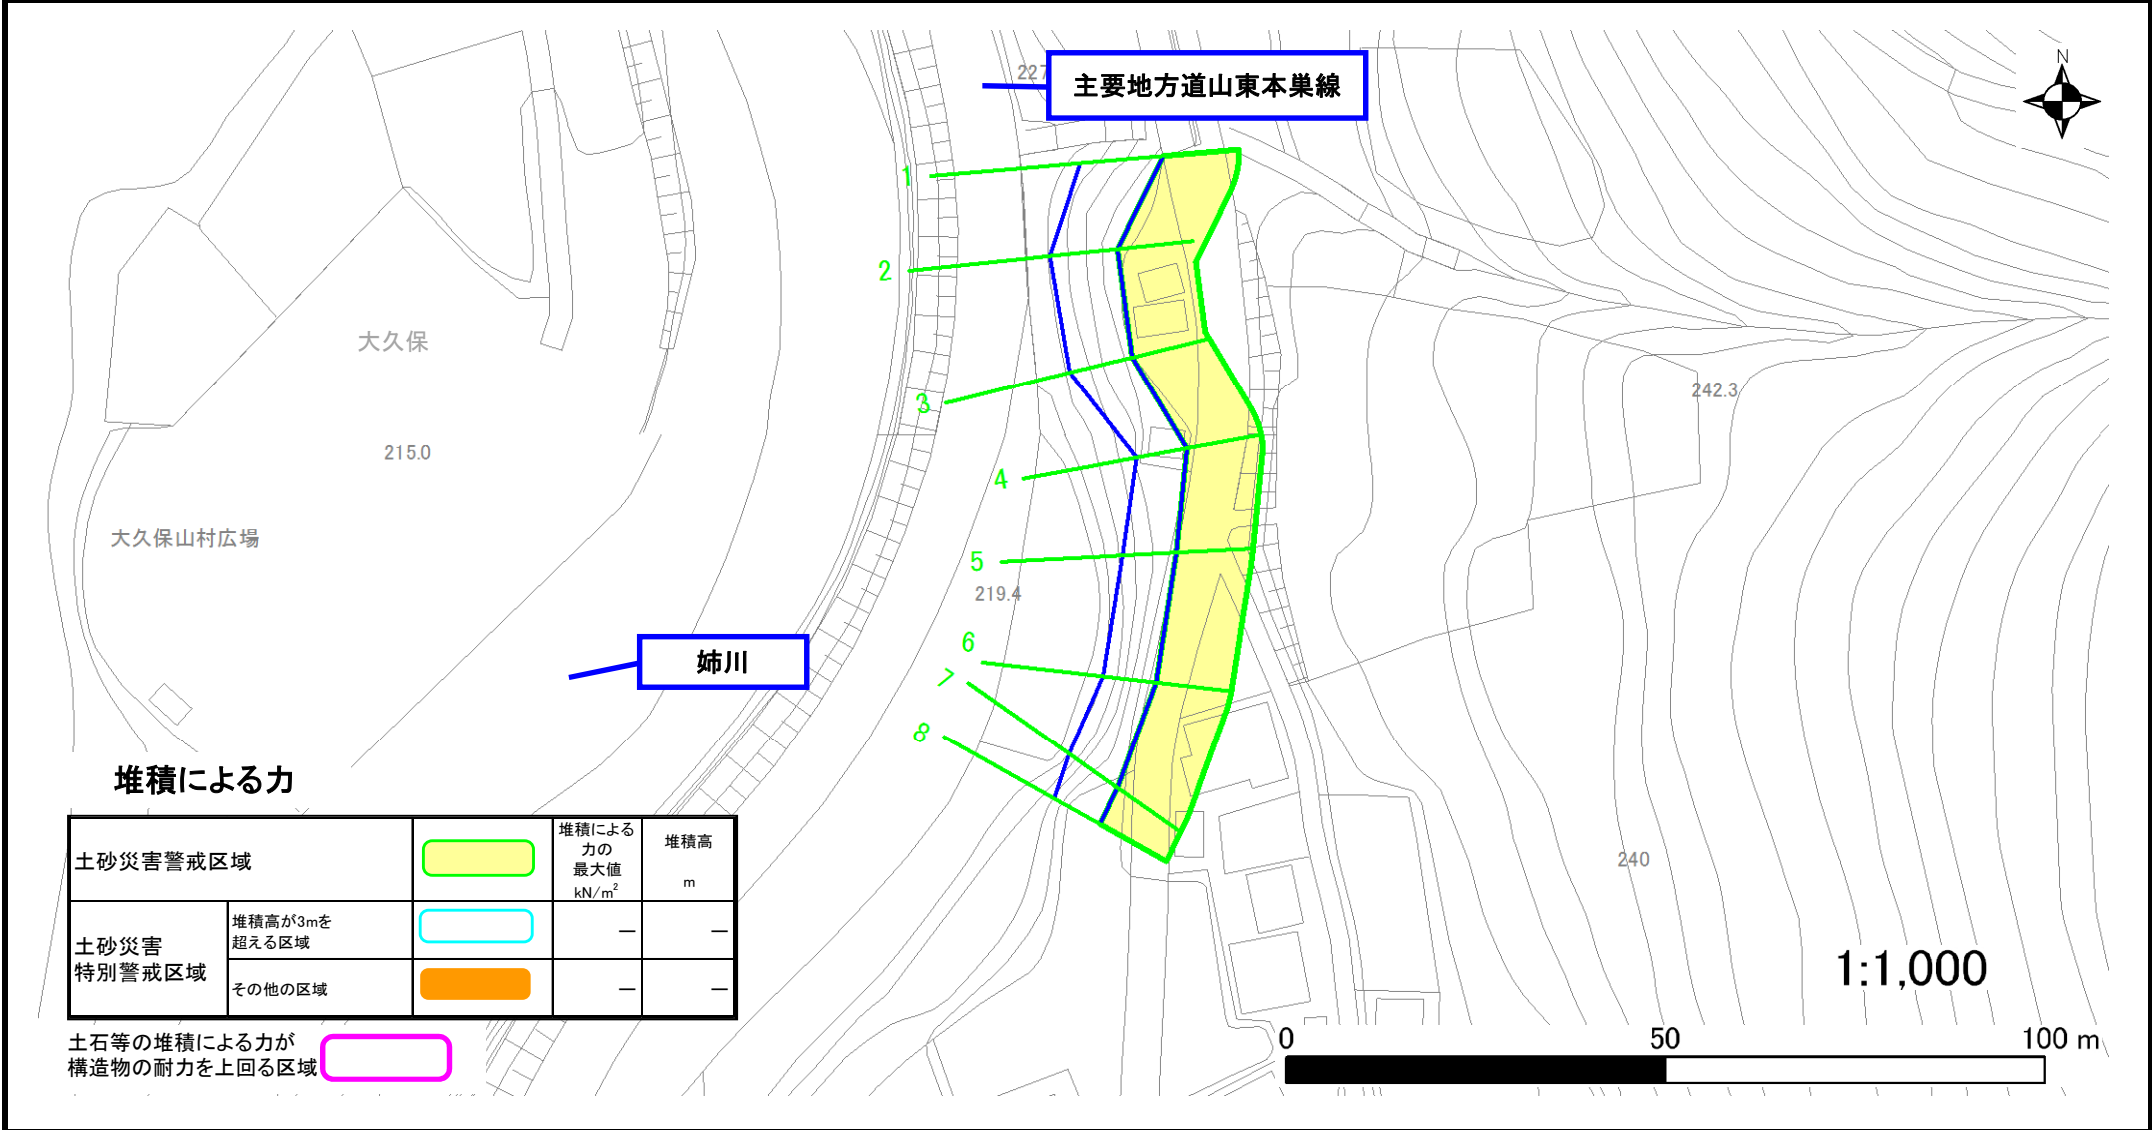 N
227
主要地方道山東本巣線
1
2
大久保
3
242.3
215.0
4
大久保山村広場
5
219.4
6
姉川
7
8
堆積による力
土砂災害警戒区域
堆積による
力の
最大値
kN/m²
堆積高
m
土砂災害
特別警戒区域
堆積高が3mを
超える区域
― ―
その他の区域
― ―
土石等の堆積による力が
構造物の耐力を上回る区域
240
1:1,000
0 50 100 m